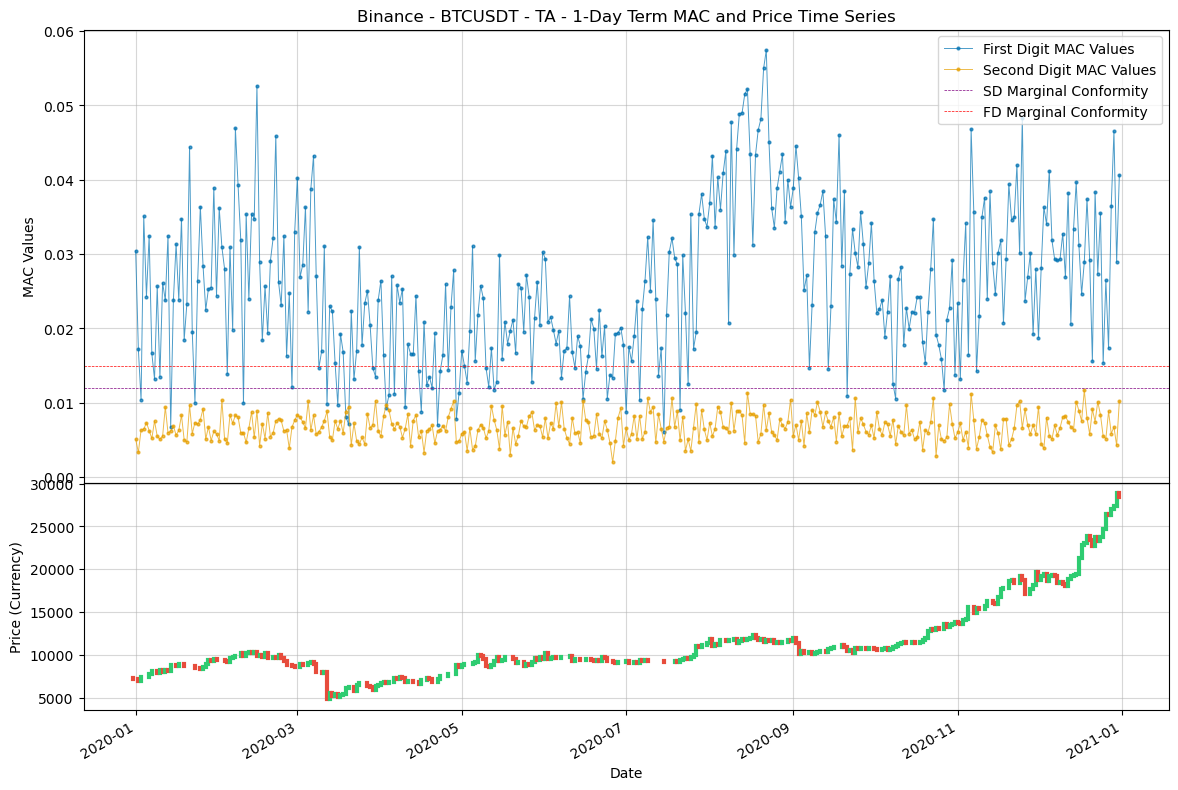 Binance - BTCUSDT - TA - 1-Day Term MAC and Price Time Series
First Digit MAC Values
Second Digit MAC Values
SD Marginal Conformity
FD Marginal Conformity
MAC Values
0.06
0.05
0.04
0.03
0.02
0.01
0.00
Price (Currency)
30000
25000
20000
15000
10000
5000
2020-01
2020-03
2020-05
2020-07
2020-09
2020-11
2021-01
Date